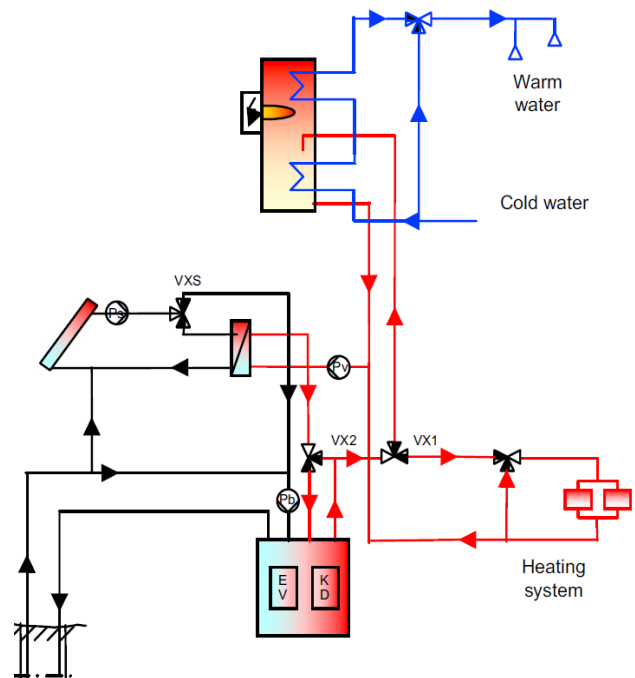 Warm
water
Cold water
VXS
Ps
Pv
VX2
VX1
Pb
E
V
K
D
Heating
system